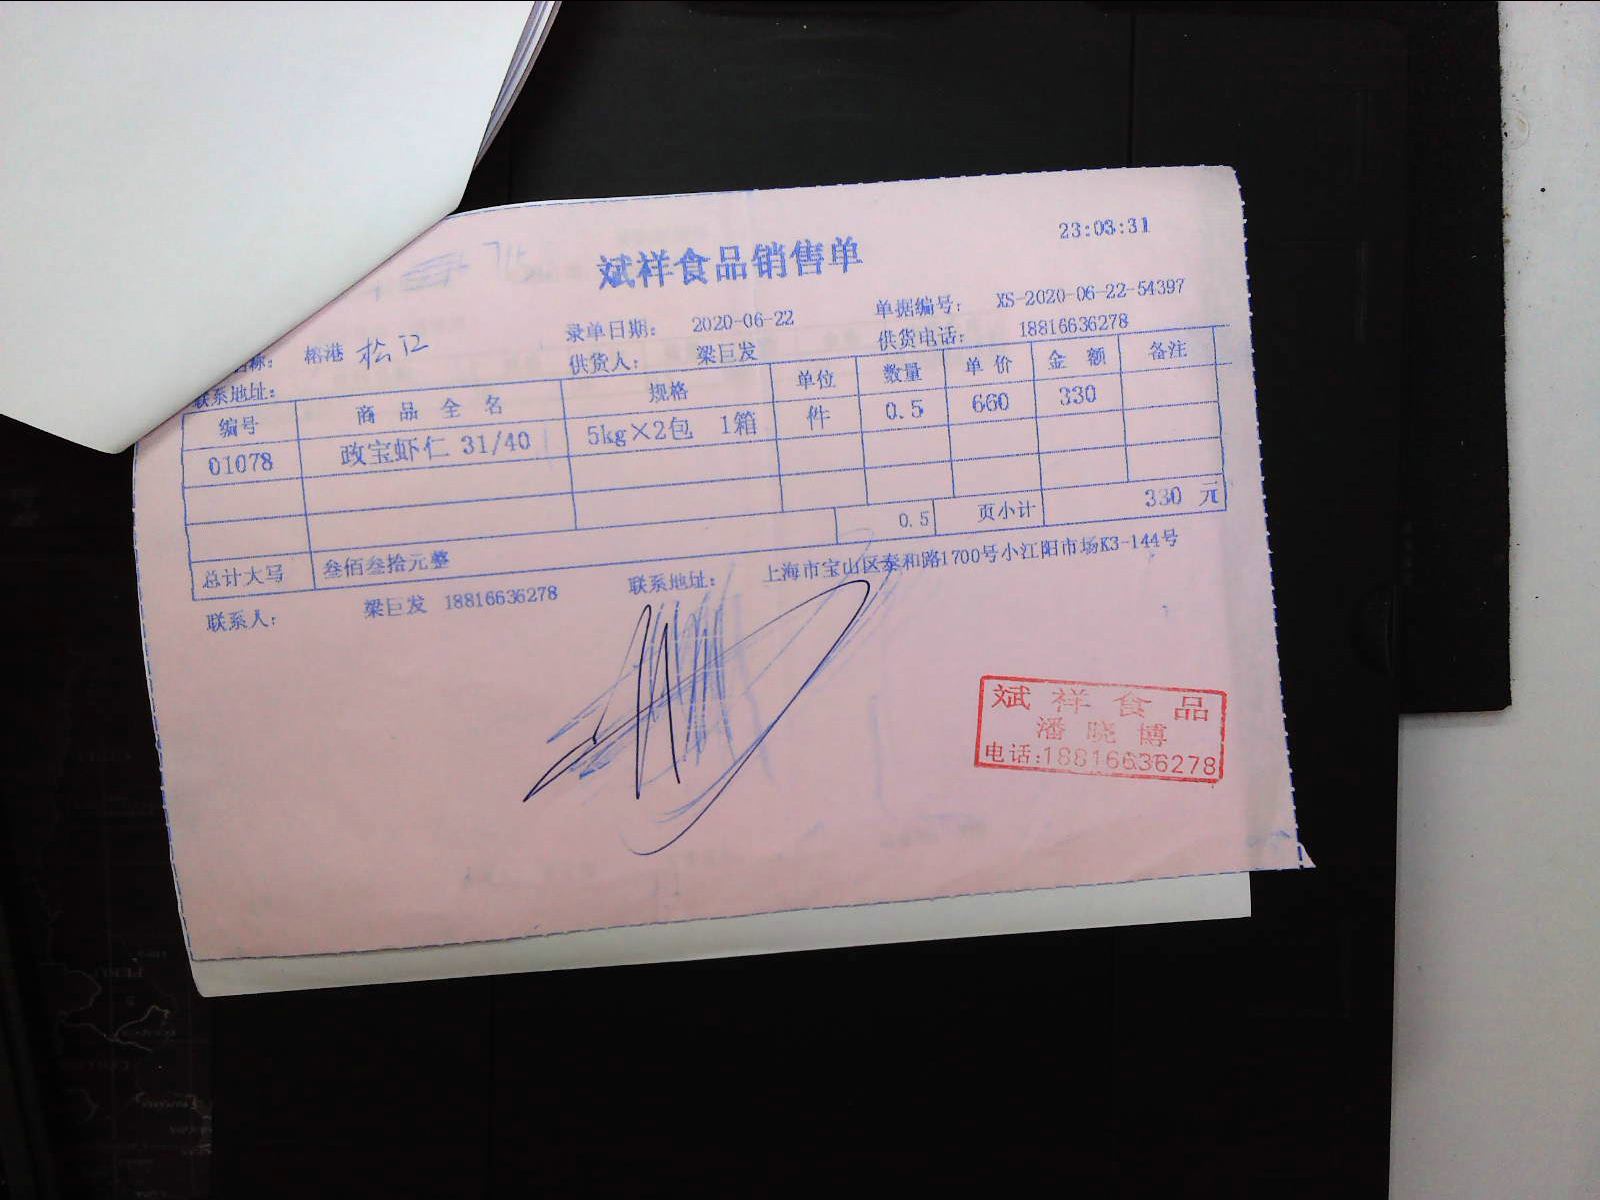 23:03:31
斌祥食品销售单
录单日期： 2020-06-22 单据编号： XS-2020-06-22-54397
称： 榕港 松江 供货人： 梁巨发 供货电话： 18816636278
联系地址：
编号 商品全名 规格 单位 数量 单价 金额 备注
01078 政宝虾仁 31/40 5kg×2包 1箱 件 0.5 660 330
0.5 页小计 330 元
总计大写 叁佰叁拾元整
联系人： 梁巨发 18816636278 联系地址： 上海市宝山区泰和路1700号小江阳市场K3-144号
斌祥食品
潘晓博
电话:18816636278